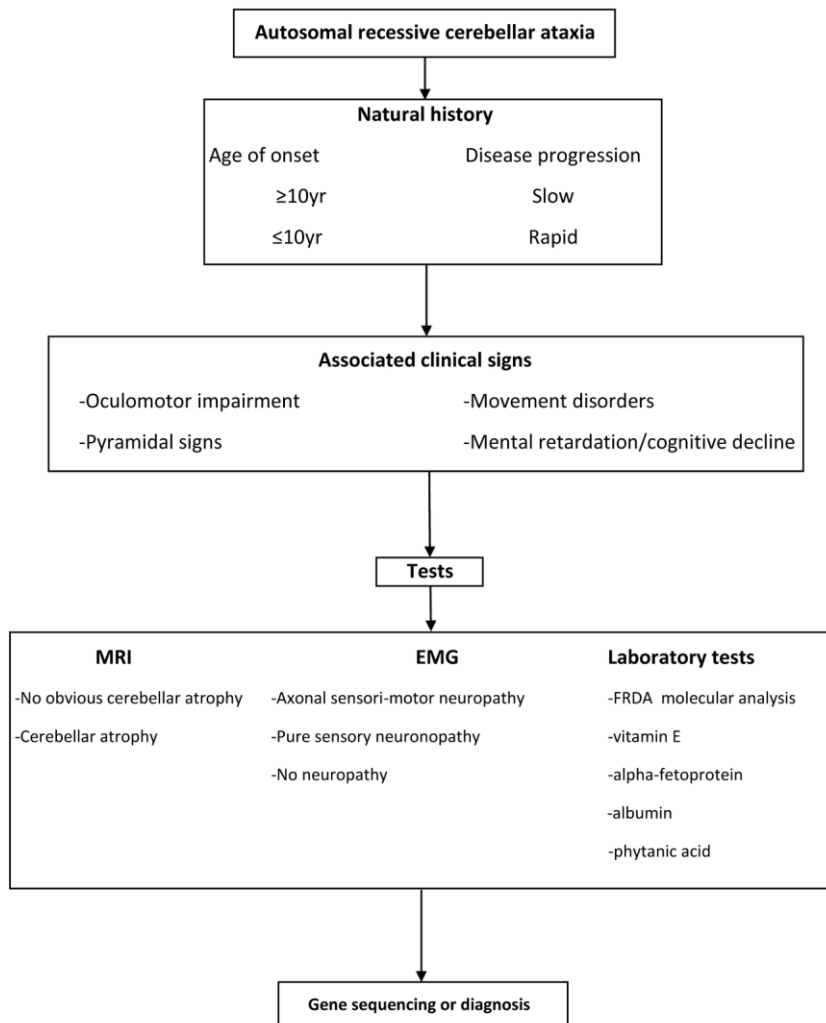 Autosomal recessive cerebellar ataxia
Natural history
Age of onset Disease progression
≥10yr Slow
≤10yr Rapid
Associated clinical signs
-Oculomotor impairment -Movement disorders
-Pyramidal signs -Mental retardation/cognitive decline
Tests
MRI EMG Laboratory tests
-No obvious cerebellar atrophy -Axonal sensori-motor neuropathy -FRDA molecular analysis
-Cerebellar atrophy -Pure sensory neuronopathy -vitamin E
-No neuropathy -alpha-fetoprotein
-albumin
-phytanic acid
Gene sequencing or diagnosis